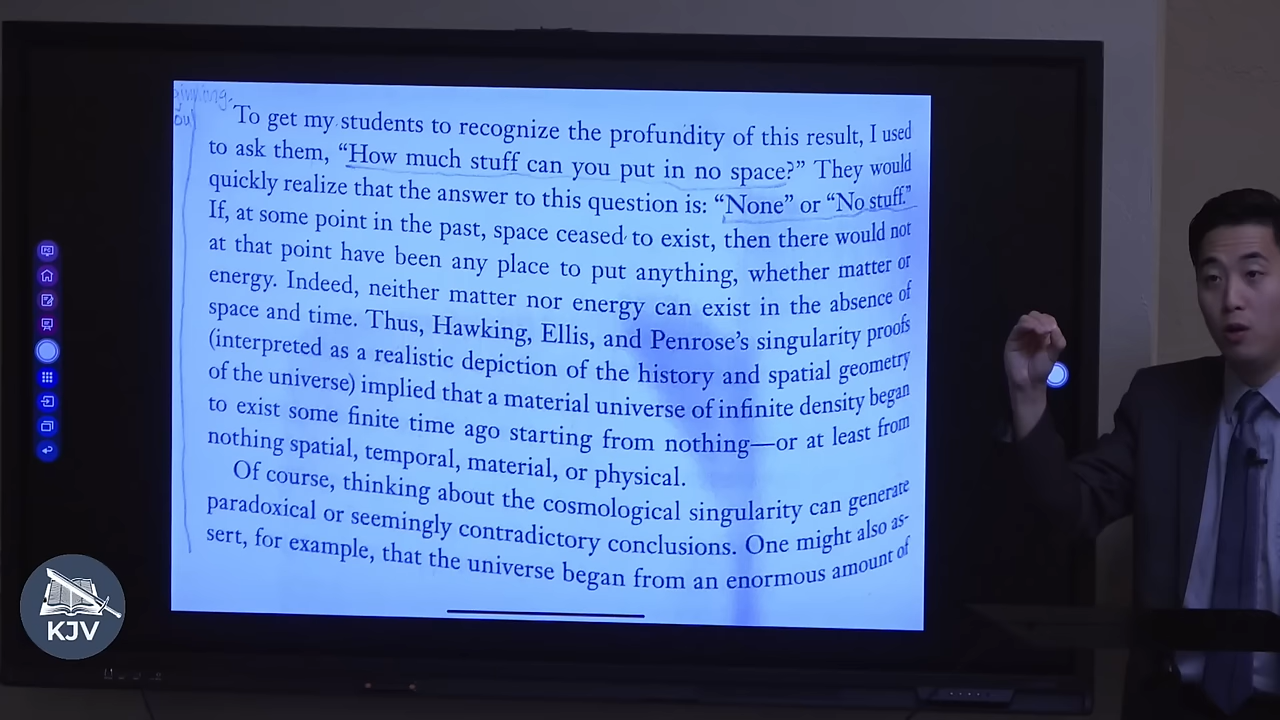 To get my students to recognize the profundity of this result, I used
to ask them, “How much stuff can you put in no space?” They would
quickly realize that the answer to this question is: “None” or “No stuff.”
If, at some point in the past, space ceased to exist, then there would not
at that point have been any place to put anything, whether matter or
energy. Indeed, neither matter nor energy can exist in the absence of
space and time. Thus, Hawking, Ellis, and Penrose’s singularity proofs
(interpreted as a realistic depiction of the history and spatial geometry
of the universe) implied that a material universe of infinite density began
to exist some finite time ago starting from nothing—or at least from
nothing spatial, temporal, material, or physical.
Of course, thinking about the cosmological singularity can generate
paradoxical or seemingly contradictory conclusions. One might also as-
sert, for example, that the universe began from an enormous amount of
KJV